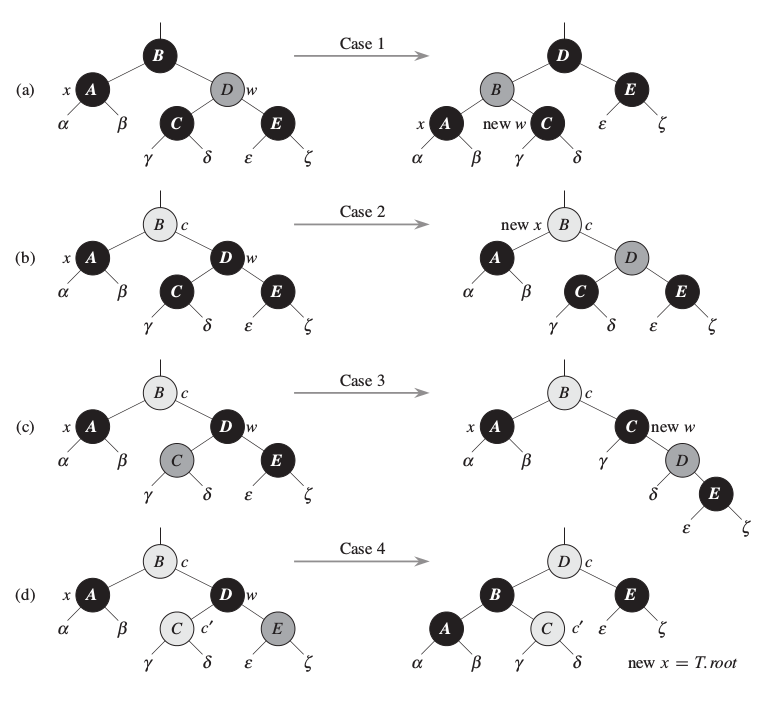 Case 1
B D
(a) x A D w B E
C E x A new w C ε ζ
α β γ δ ε ζ α β γ δ
Case 2
B c new x B c
(b) x A D w A D
α β C E α β C E
γ δ ε ζ γ δ ε ζ
Case 3
B c B c
(c) x A D w x A C new w
α β C E α β γ D
γ δ ε ζ δ E
ε ζ
Case 4
B c D c
(d) x A D w B E
α β C c′ E A C c′ ε ζ
γ δ ε ζ α β γ δ new x = T.root